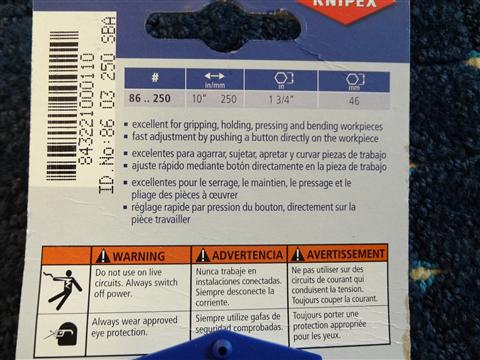 KNIPEX
843221000110
ID.No:86 03 250 SBA
# in/mm in mm
86 .. 250 10" 250 1 3/4" 46
▪ excellent for gripping, holding, pressing and bending workpieces
▪ fast adjustment by pushing a button directly on the workpiece
▪ excelentes para agarrar, sujetar, apretar y curvar piezas de trabajo
▪ ajuste rápido mediante botón directamente en la pieza de trabajo
▪ excellentes pour le serrage, le maintien, le pressage et le
pliage des pièces à œuvrer
▪ réglage rapide par pression du bouton, directement sur la
pièce travailler
WARNING
Do not use on live
circuits. Always switch
off power.
Always wear approved
eye protection.
ADVERTENCIA
Nunca trabaje en
instalaciones conectadas.
Siempre desconecte la
corriente.
Siempre utilize gafas de
seguridad comprobadas.
AVERTISSEMENT
Ne pas utiliser sur des
circuits de courant qui
conduisent la tension.
Toujours couper la courant.
Toujours porter une
protection appropriée
pour les yeux.